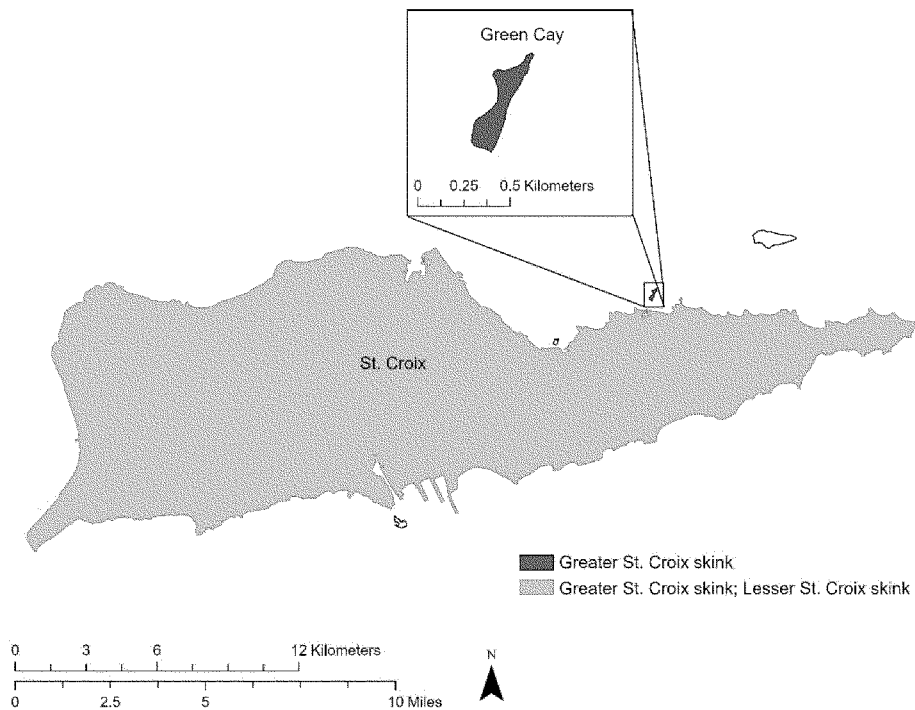 Green Cay
0 0.25 0.5 Kilometers
St. Croix
Greater St. Croix skink
Greater St. Croix skink; Lesser St. Croix skink
0 3 6 12 Kilometers
0 2.5 5 10 Miles
N